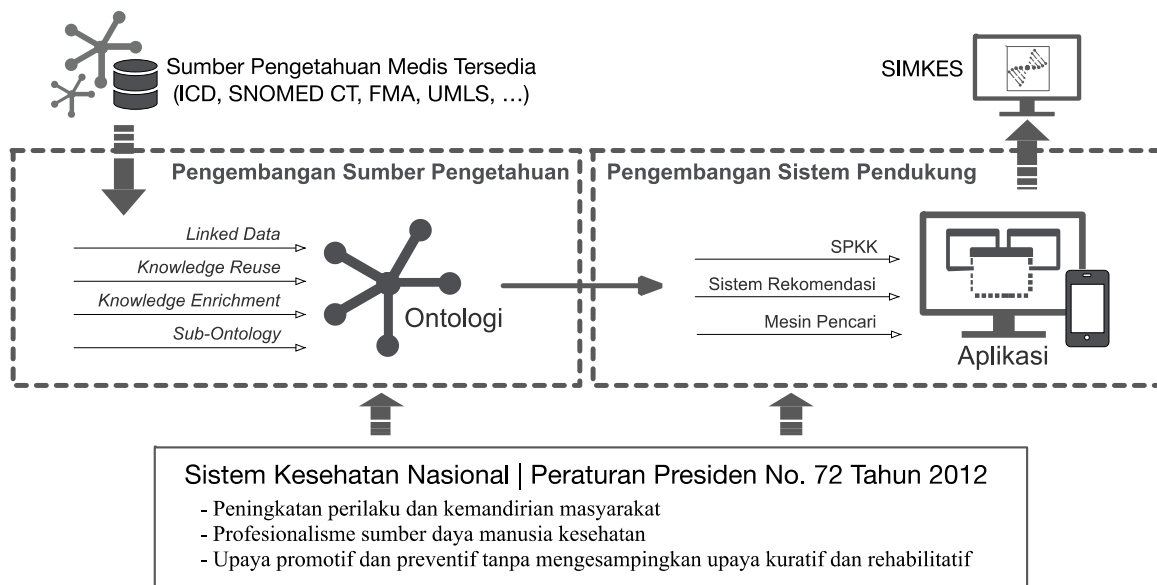 Sumber Pengetahuan Medis Tersedia
(ICD, SNOMED CT, FMA, UMLS, …)
SIMKES
Pengembangan Sumber Pengetahuan
Linked Data
Knowledge Reuse
Knowledge Enrichment
Sub-Ontology
Ontologi
Pengembangan Sistem Pendukung
SPKK
Sistem Rekomendasi
Mesin Pencari
Aplikasi
Sistem Kesehatan Nasional | Peraturan Presiden No. 72 Tahun 2012
- Peningkatan perilaku dan kemandirian masyarakat
- Profesionalisme sumber daya manusia kesehatan
- Upaya promotif dan preventif tanpa mengesampingkan upaya kuratif dan rehabilitatif